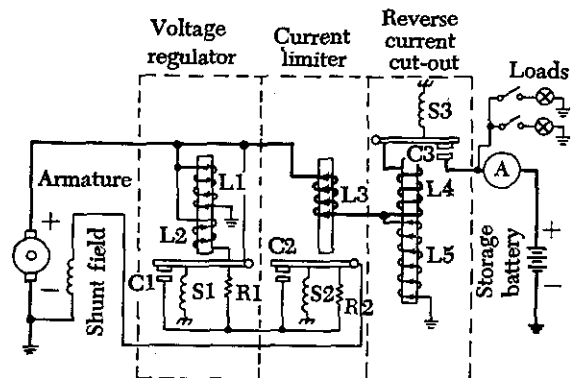 Voltage
regulator
Current
limiter
Reverse
current
cut-out
Loads
S3
C3
A
Armature
L1
L3
L4
L2
L5
+
−
Shunt field
C1
S1
R1
C2
S2
R2
Storage
battery
+
−